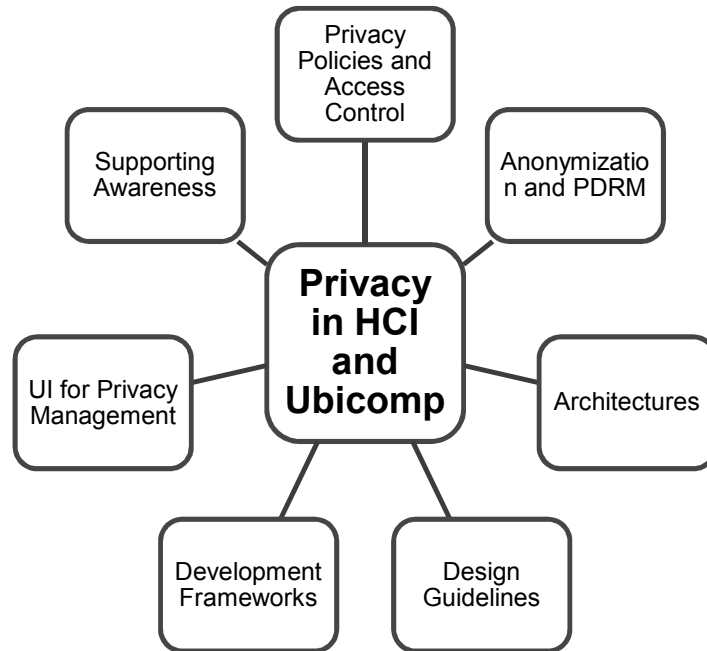 Privacy
Policies and
Access
Control
Supporting
Awareness
Anonymizatio
n and PDRM
Privacy
in HCI
and
Ubicomp
UI for Privacy
Management
Architectures
Development
Frameworks
Design
Guidelines